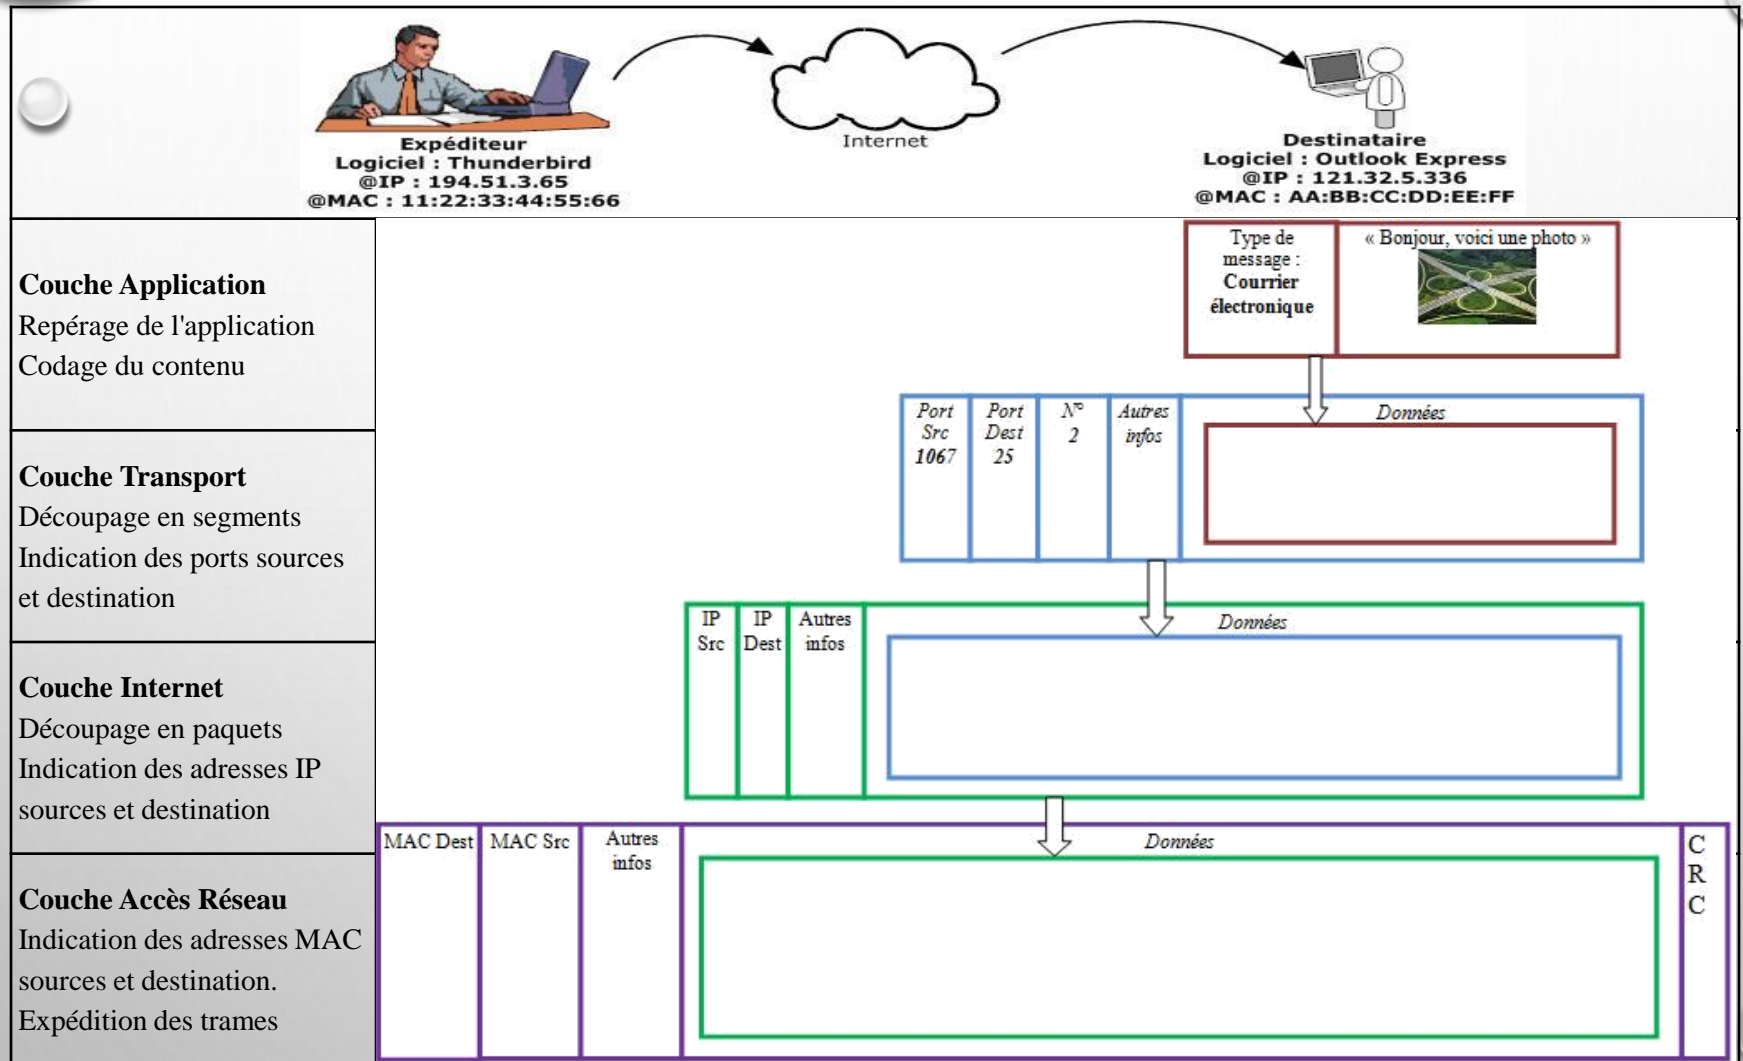 Expéditeur
Logiciel : Thunderbird
@IP : 194.51.3.65
@MAC : 11:22:33:44:55:66
Internet
Destinataire
Logiciel : Outlook Express
@IP : 121.32.5.336
@MAC : AA:BB:CC:DD:EE:FF
Couche Application
Repérage de l'application
Codage du contenu
Type de
message :
Courrier
électronique
« Bonjour, voici une photo »
Couche Transport
Découpage en segments
Indication des ports sources
et destination
Port
Src
1067
Port
Dest
25
N°
2
Autres
infos
Données
Couche Internet
Découpage en paquets
Indication des adresses IP
sources et destination
IP
Src
IP
Dest
Autres
infos
Données
Couche Accès Réseau
Indication des adresses MAC
sources et destination.
Expédition des trames
MAC Dest
MAC Src
Autres
infos
Données
C
R
C